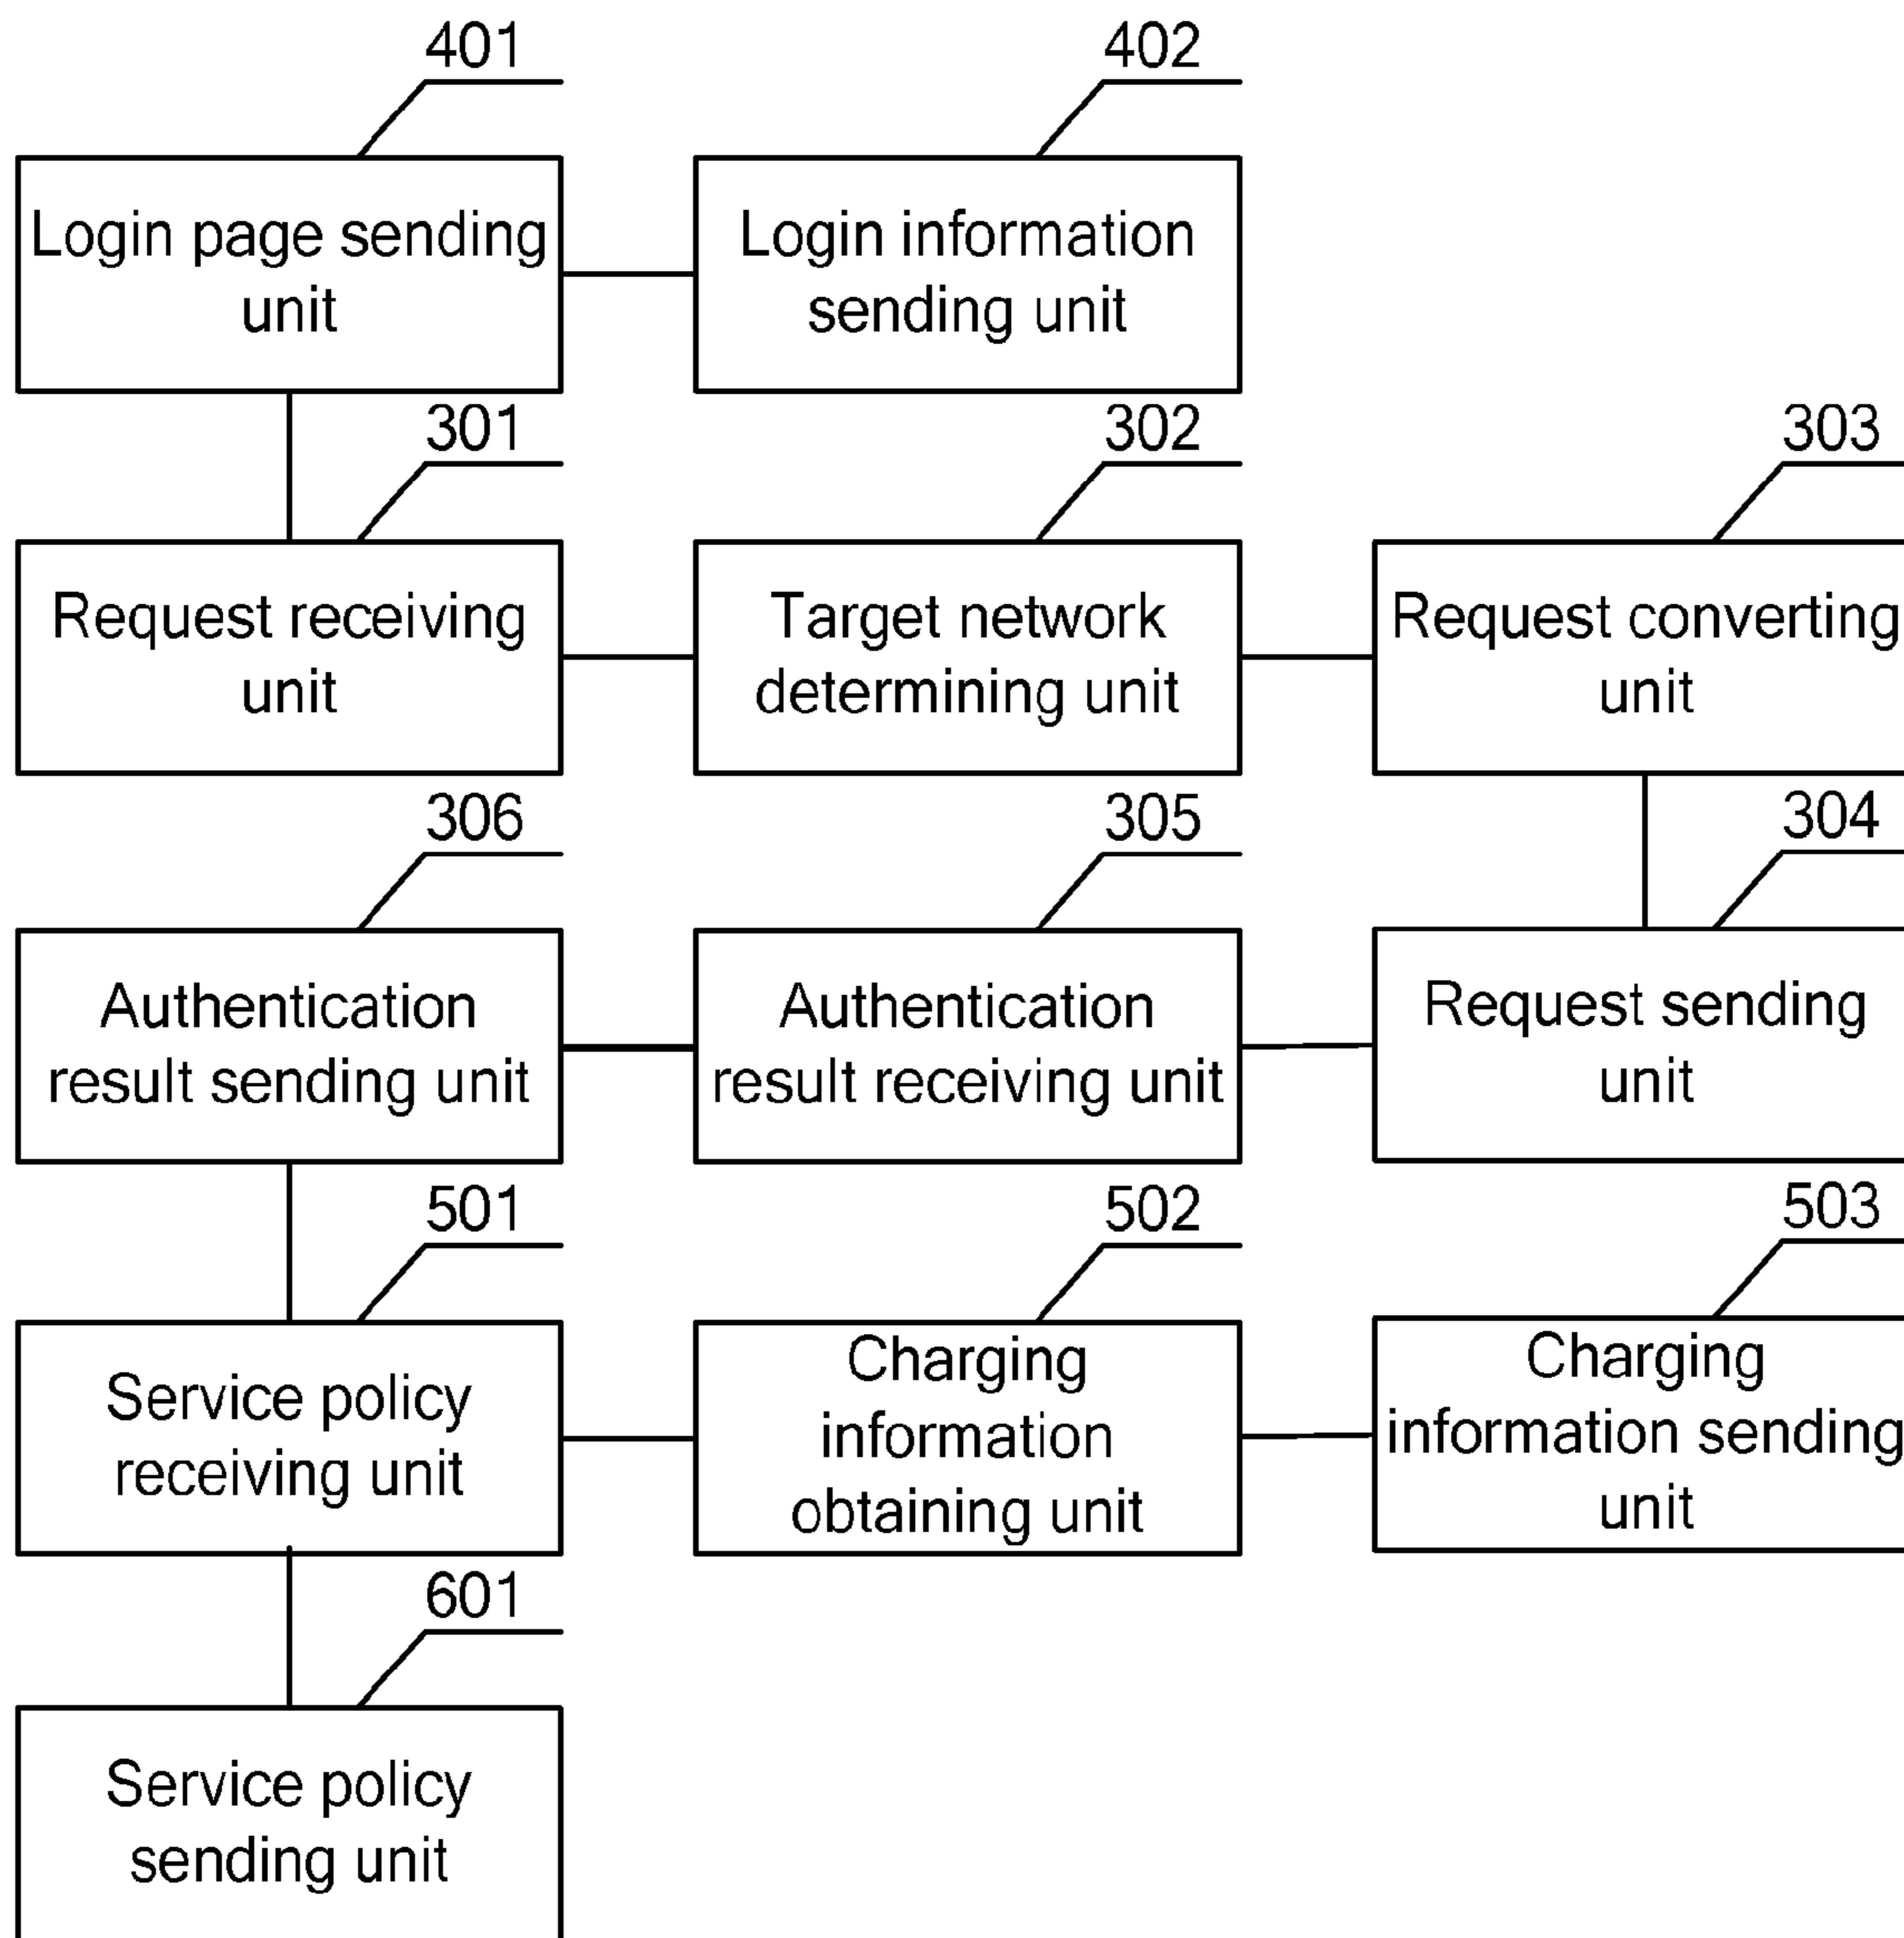 401
402
Login page sending
unit
Login information
sending unit
301
302
303
Request receiving
unit
Target network
determining unit
Request converting
unit
306
305
304
Authentication
result sending unit
Authentication
result receiving unit
Request sending
unit
501
502
503
Service policy
receiving unit
Charging
information
obtaining unit
Charging
information sending
unit
601
Service policy
sending unit